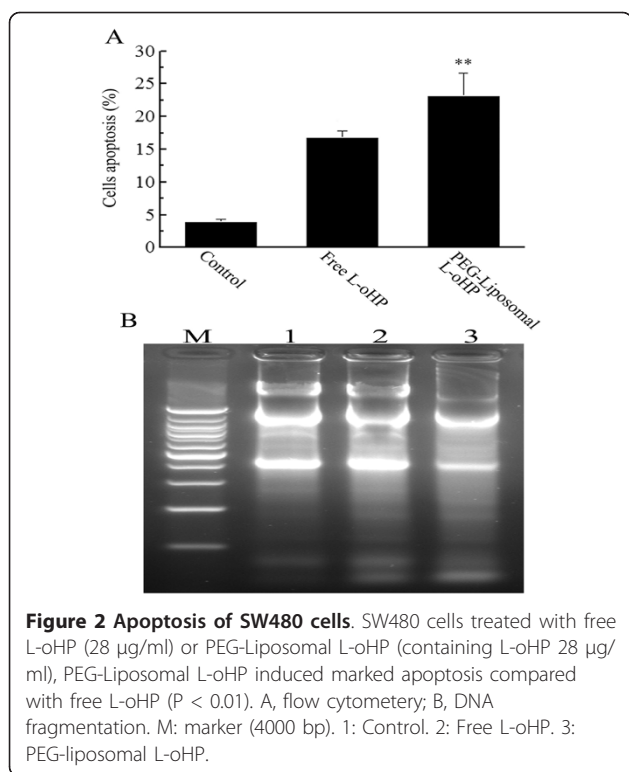 A
30
25
20
15
10
5
0
Cells apoptosis (%)
**
Control
Free L-oHP
PEG-Liposomal
L-oHP
B
M 1 2 3
Figure 2 Apoptosis of SW480 cells. SW480 cells treated with free
L-oHP (28 μg/ml) or PEG-Liposomal L-oHP (containing L-oHP 28 μg/
ml), PEG-Liposomal L-oHP induced marked apoptosis compared
with free L-oHP (P < 0.01). A, flow cytometery; B, DNA
fragmentation. M: marker (4000 bp). 1: Control. 2: Free L-oHP. 3:
PEG-liposomal L-oHP.